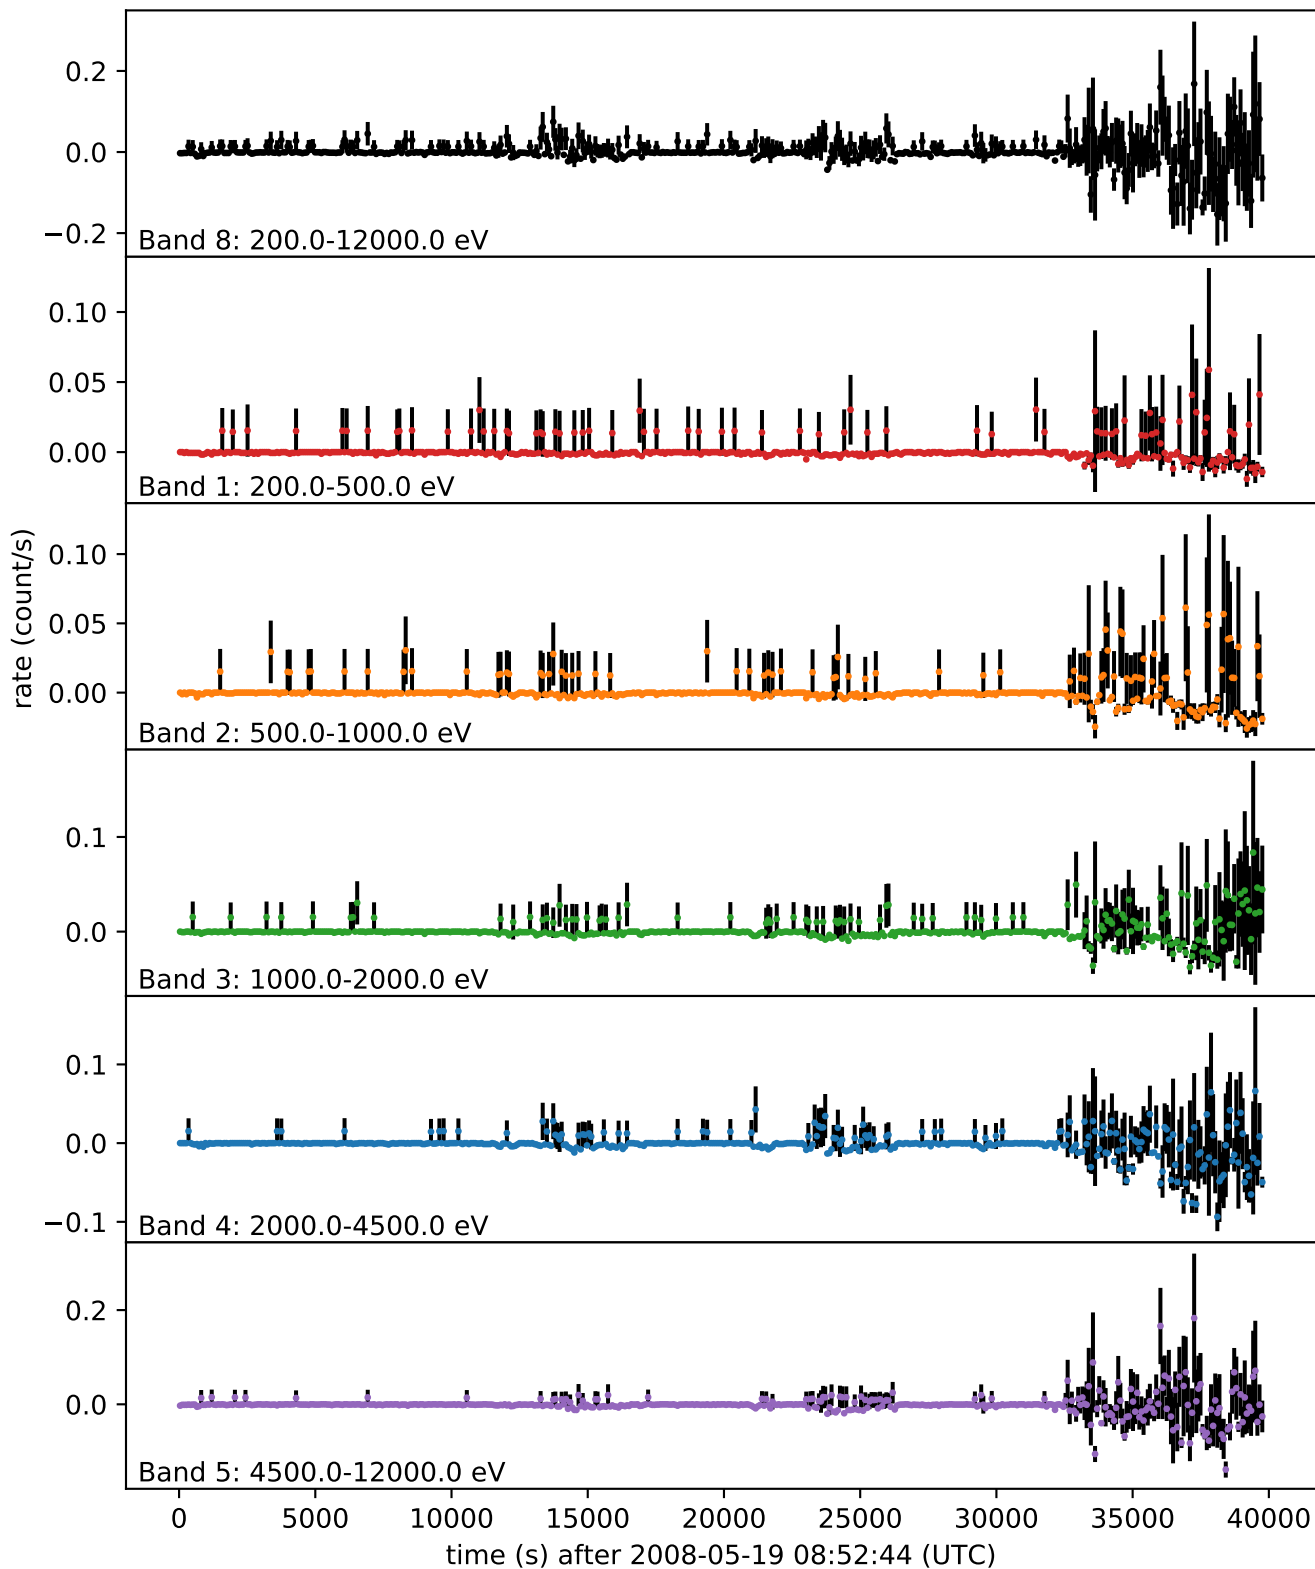 0.2
0.0
−0.2
Band 8: 200.0-12000.0 eV
0.10
0.05
0.00
Band 1: 200.0-500.0 eV
rate (count/s)
0.10
0.05
0.00
Band 2: 500.0-1000.0 eV
0.1
0.0
Band 3: 1000.0-2000.0 eV
0.1
0.0
−0.1
Band 4: 2000.0-4500.0 eV
0.2
0.0
Band 5: 4500.0-12000.0 eV
0 5000 10000 15000 20000 25000 30000 35000 40000
time (s) after 2008-05-19 08:52:44 (UTC)